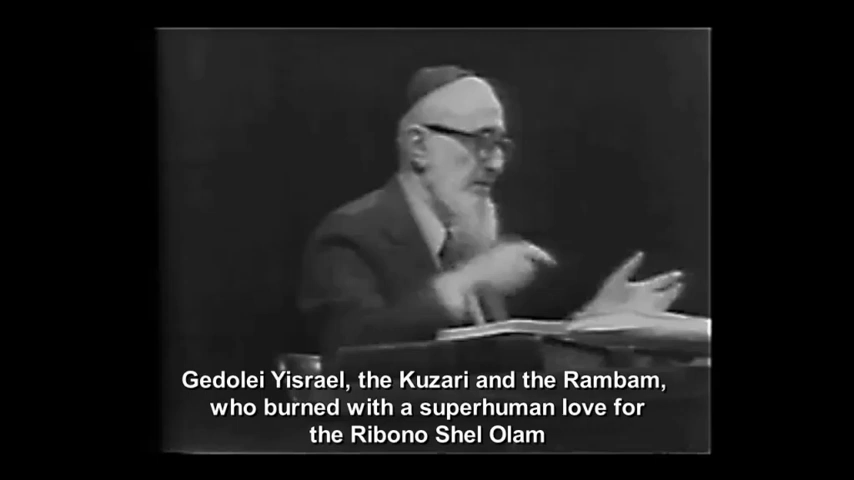 Gedolei Yisrael, the Kuzari and the Rambam,
who burned with a superhuman love for
the Ribono Shel Olam